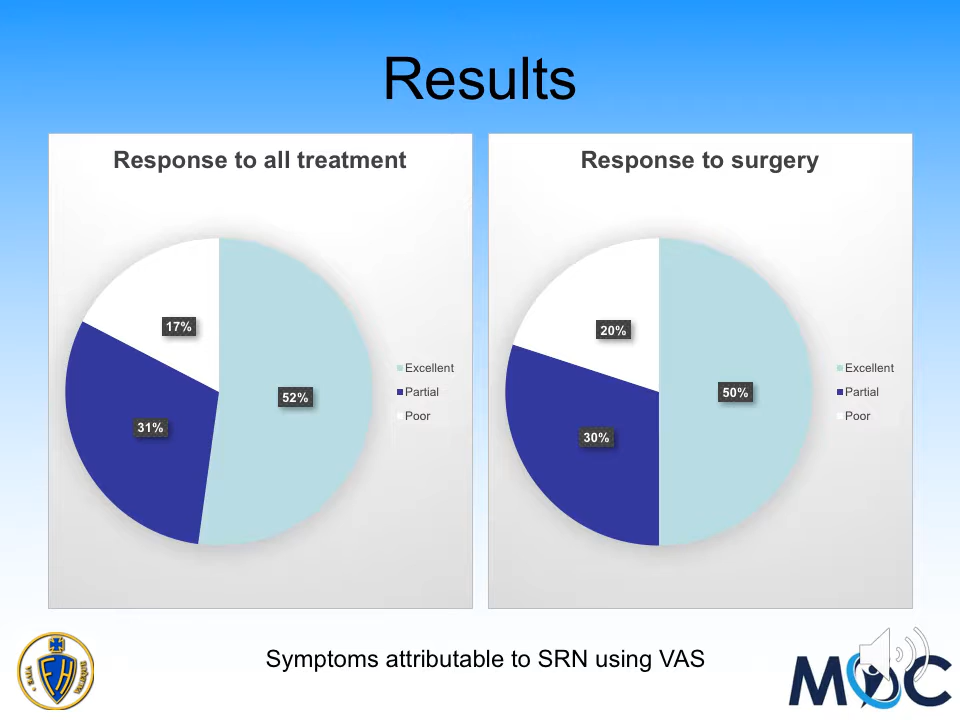 Results
Response to all treatment
17%
52%
31%
Excellent
Partial
Poor
Response to surgery
20%
50%
30%
Excellent
Partial
Poor
Symptoms attributable to SRN using VAS
MOC